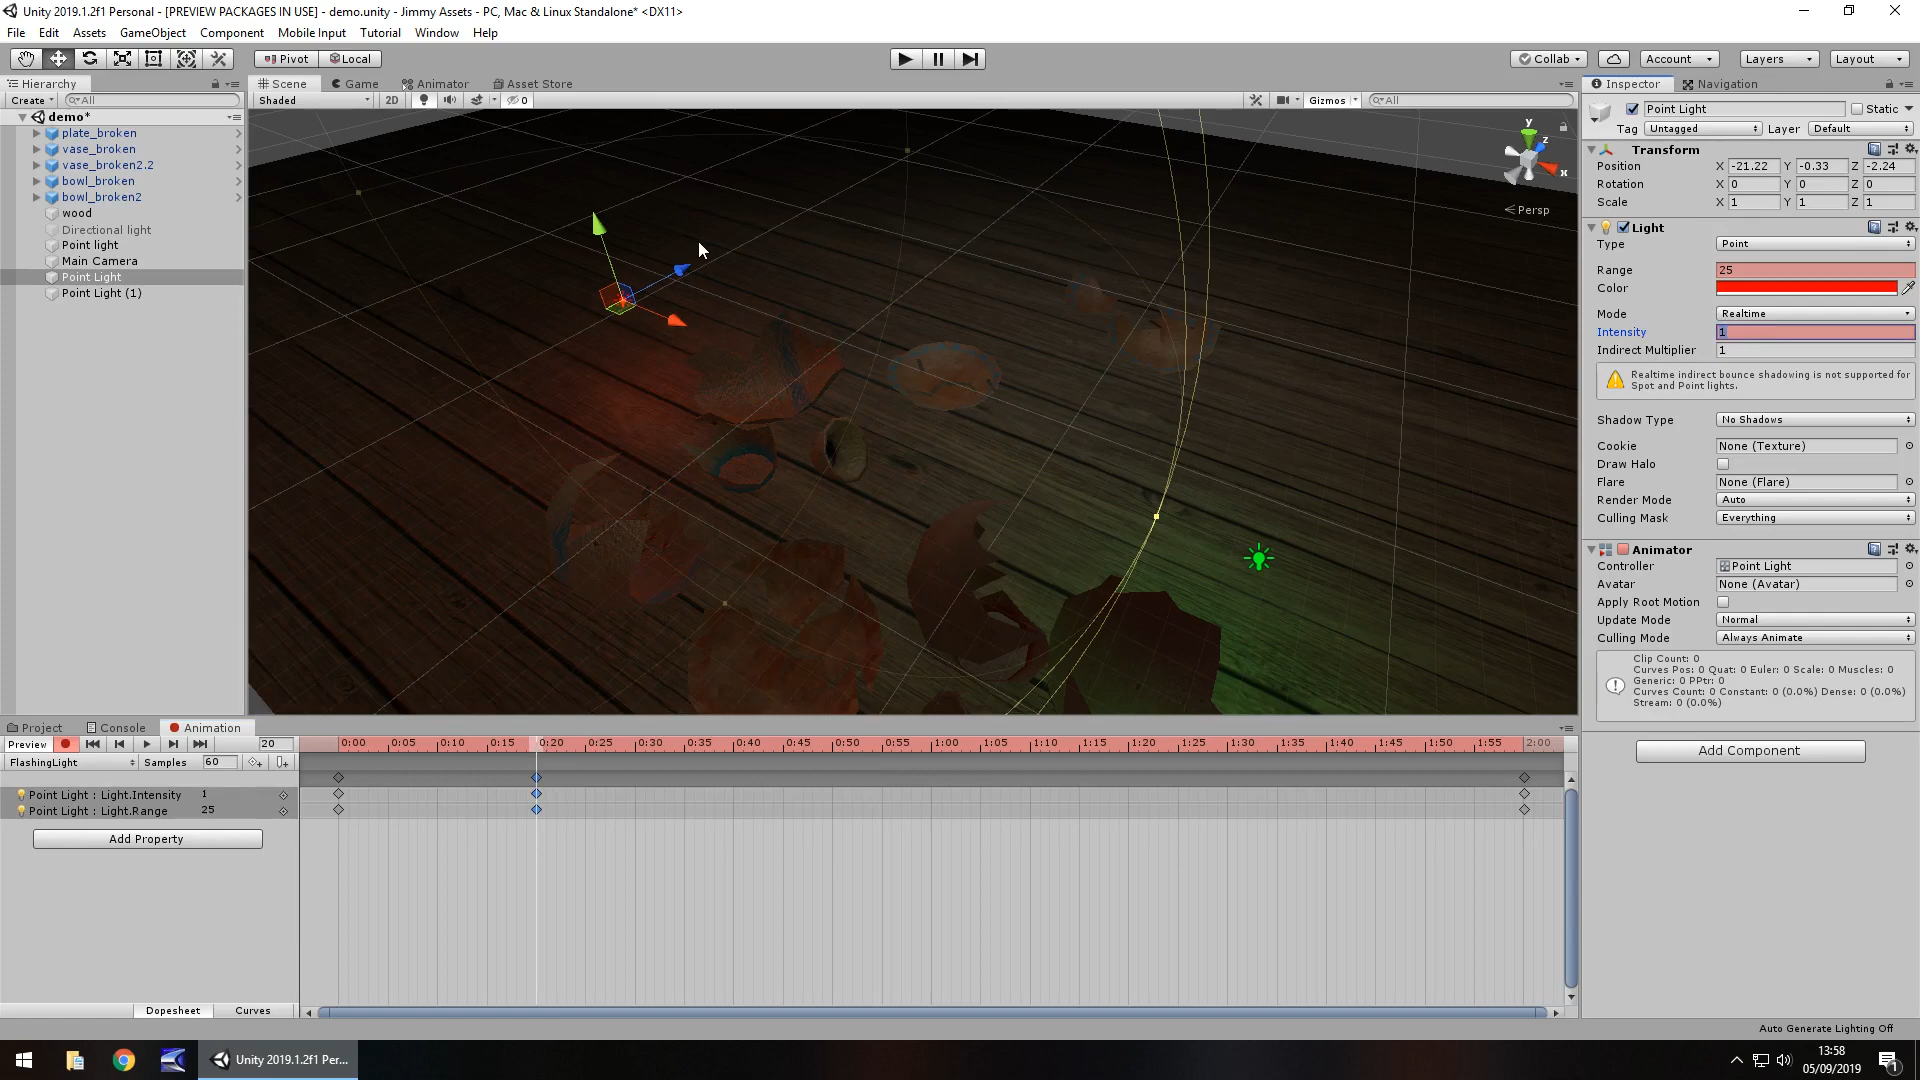 Unity 2019.1.2f1 Personal - [PREVIEW PACKAGES IN USE] - demo.unity - Jimmy Assets - PC, Mac & Linux Standalone* <DX11>
File Edit Assets GameObject Component Mobile Input Tutorial Window Help
Pivot Local Collab Account Layers Layout
Hierarchy Scene Game Animator Asset Store Inspector Navigation
Create All Shaded 2D 0 Gizmos All
demo*
plate_broken
vase_broken
vase_broken2.2
bowl_broken
bowl_broken2
wood
Directional light
Point light
Main Camera
Point Light
Point Light (1)
y
z
x
Persp
Point Light Static
Tag Untagged Layer Default
Transform
Position X -21.22 Y -0.33 Z -2.24
Rotation X 0 Y 0 Z 0
Scale X 1 Y 1 Z 1
Light
Type Point
Range 25
Color
Mode Realtime
Intensity 1
Indirect Multiplier 1
Realtime indirect bounce shadowing is not supported for
Spot and Point lights.
Shadow Type No Shadows
Cookie None (Texture)
Draw Halo
Flare None (Flare)
Render Mode Auto
Culling Mask Everything
Animator
Controller Point Light
Avatar None (Avatar)
Apply Root Motion
Update Mode Normal
Culling Mode Always Animate
Clip Count: 0
Curves Pos: 0 Quat: 0 Euler: 0 Scale: 0 Muscles: 0
Generic: 0 PPtr: 0
Curves Count: 0 Constant: 0 (0.0%) Dense: 0 (0.0%)
Stream: 0 (0.0%)
Add Component
Project Console Animation
Preview 20 0:00 0:05 0:10 0:15 0:20 0:25 0:30 0:35 0:40 0:45 0:50 0:55 1:00 1:05 1:10 1:15 1:20 1:25 1:30 1:35 1:40 1:45 1:50 1:55 2:00
FlashingLight Samples 60
Point Light : Light.Intensity 1
Point Light : Light.Range 25
Add Property
Dopesheet Curves
Auto Generate Lighting Off
Unity 2019.1.2f1 Per...
13:58
05/09/2019
1